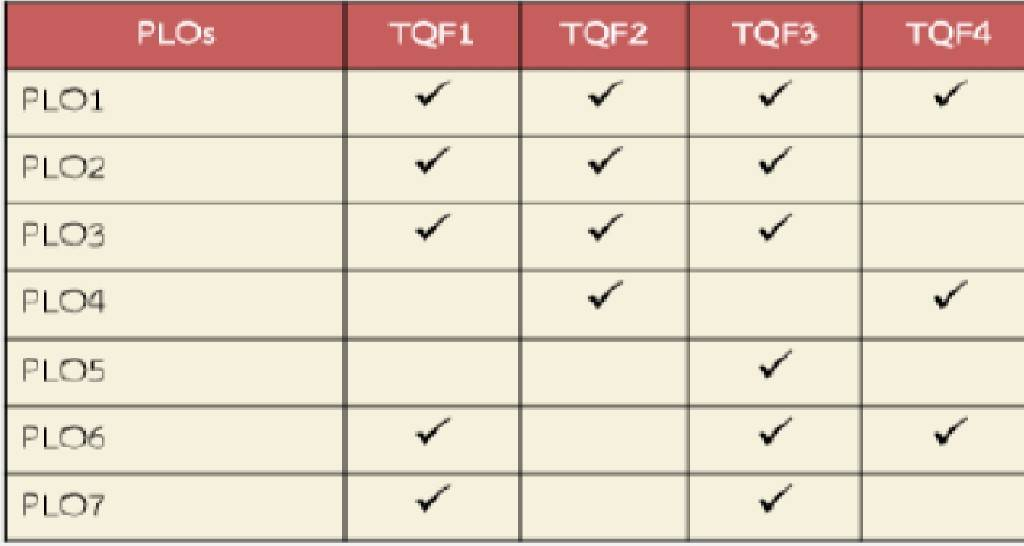 PLOs TQF1 TQF2 TQF3 TQF4
PLO1 ✓ ✓ ✓ ✓
PLO2 ✓ ✓ ✓
PLO3 ✓ ✓ ✓
PLO4 ✓ ✓
PLO5 ✓
PLO6 ✓ ✓ ✓
PLO7 ✓ ✓